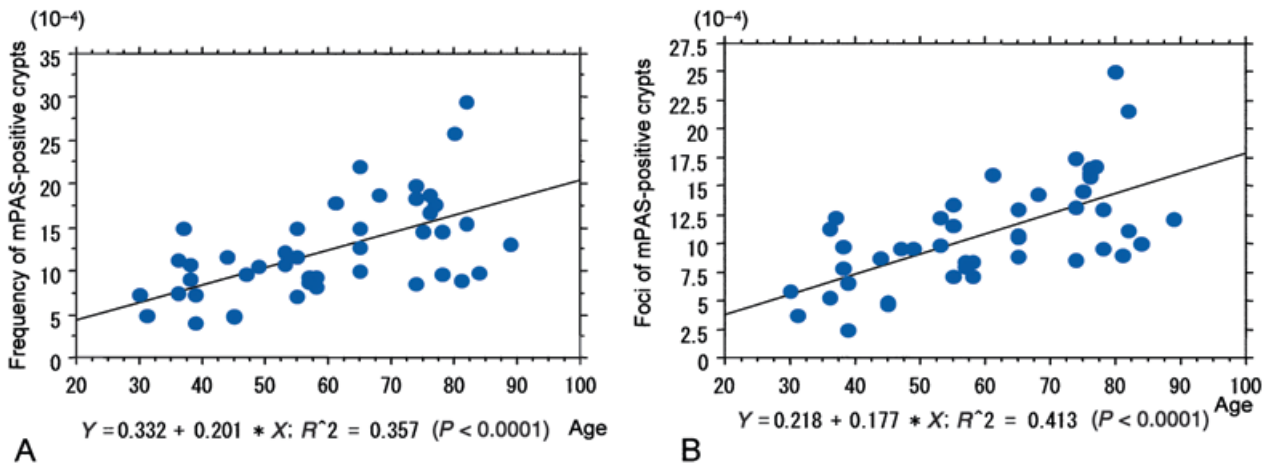 (10⁻⁴)
Frequency of mPAS-positive crypts
35
30
25
20
15
10
5
0
20 30 40 50 60 70 80 90 100
Y = 0.332 + 0.201 * X: R^2 = 0.357 (P < 0.0001) Age
A
(10⁻⁴)
Foci of mPAS-positive crypts
27.5
25
22.5
20
17.5
15
12.5
10
7.5
5
2.5
0
20 30 40 50 60 70 80 90 100
Y = 0.218 + 0.177 * X: R^2 = 0.413 (P < 0.0001) Age
B